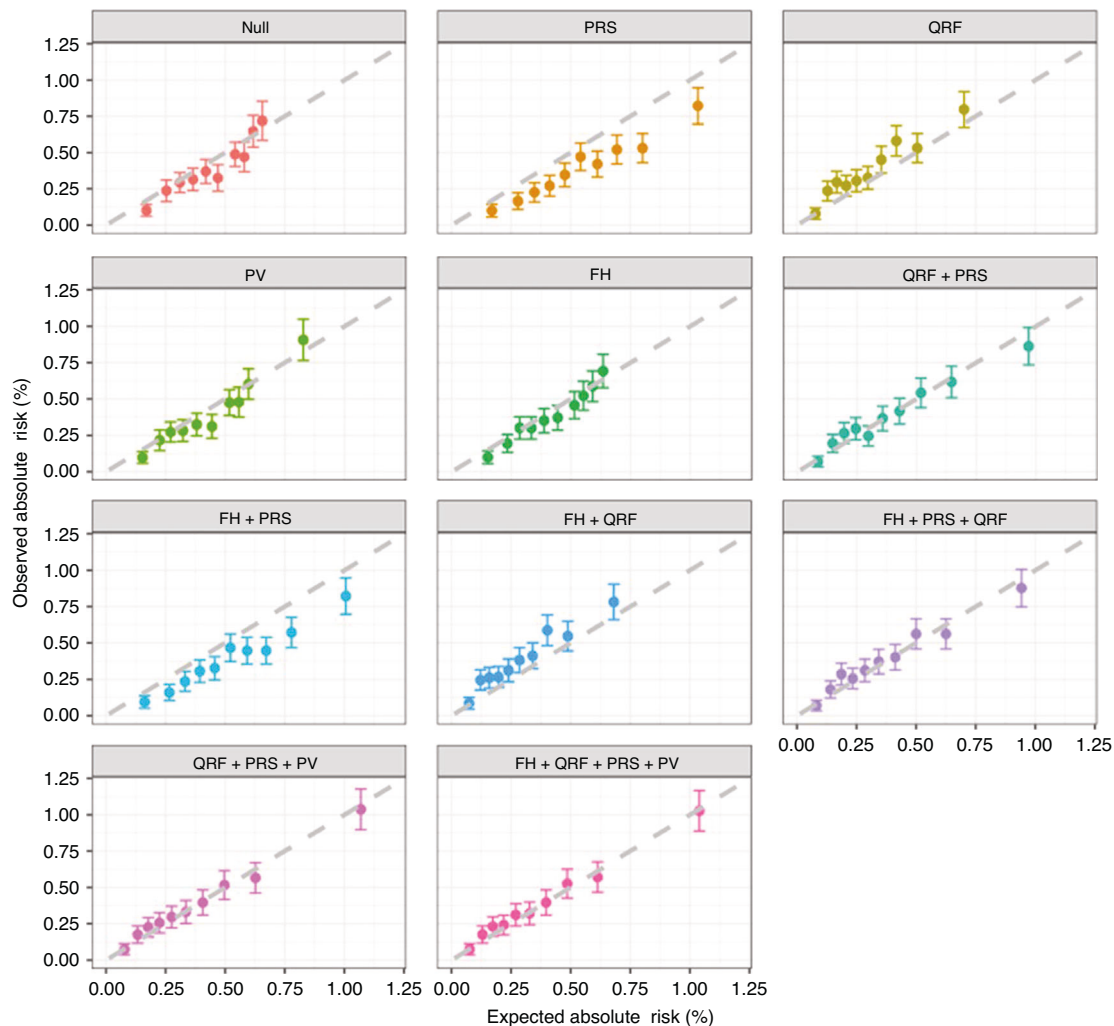 Null
PRS
QRF
1.25
1.00
0.75
0.50
0.25
0.00
PV
FH
QRF + PRS
1.25
1.00
0.75
0.50
0.25
0.00
Observed absolute risk (%)
FH + PRS
FH + QRF
FH + PRS + QRF
1.25
1.00
0.75
0.50
0.25
0.00
0.00 0.25 0.50 0.75 1.00 1.25
QRF + PRS + PV
FH + QRF + PRS + PV
1.25
1.00
0.75
0.50
0.25
0.00
0.00 0.25 0.50 0.75 1.00 1.25
0.00 0.25 0.50 0.75 1.00 1.25
Expected absolute risk (%)